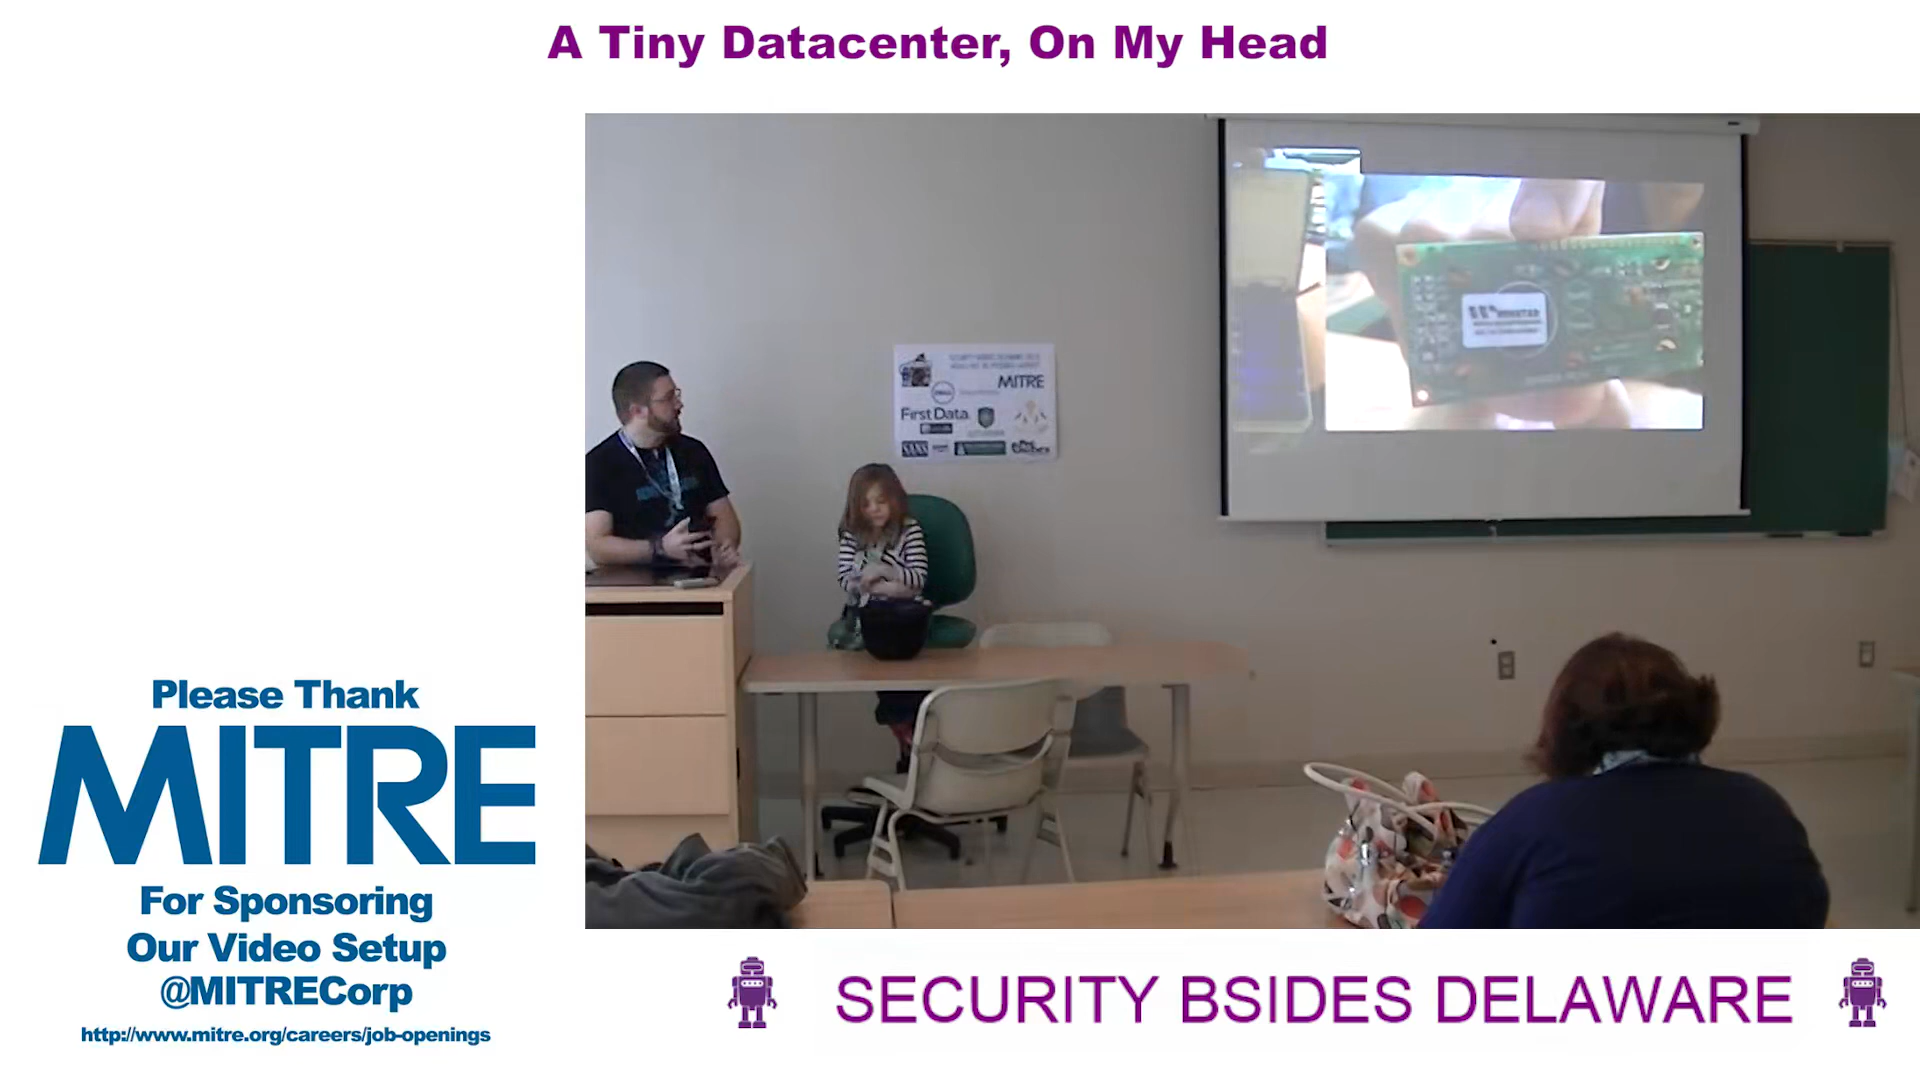 A Tiny Datacenter, On My Head
MITRE
First Data
Please Thank
MITRE
For Sponsoring
Our Video Setup
@MITRECorp
http://www.mitre.org/careers/job-openings
SECURITY BSIDES DELAWARE